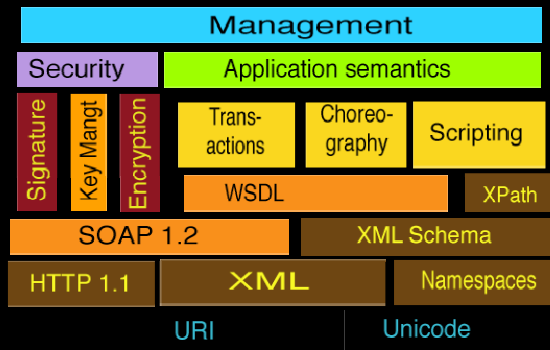 Management
Security
Application semantics
Signature
Key Mangt
Encryption
Trans-
actions
Choreo-
graphy
Scripting
WSDL
XPath
SOAP 1.2
XML Schema
HTTP 1.1
XML
Namespaces
URI
Unicode